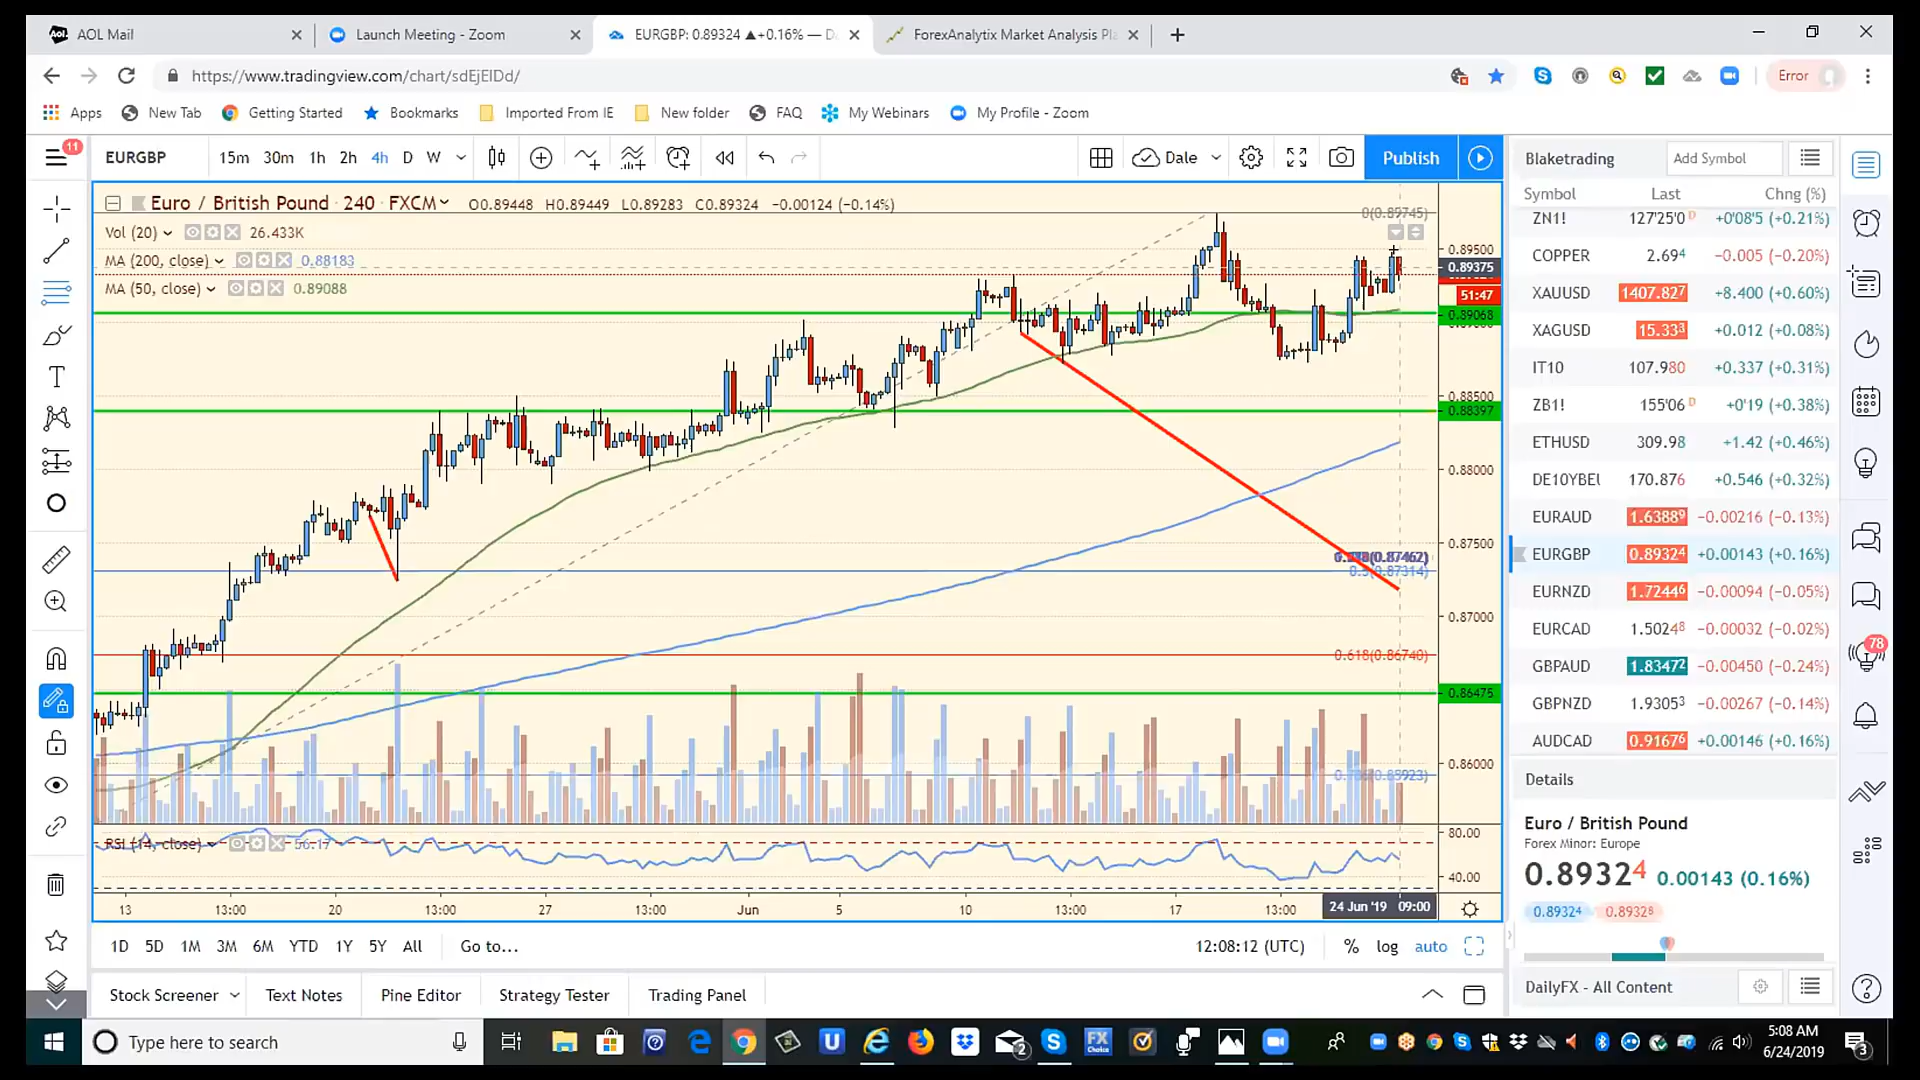 AOL Mail
Launch Meeting - Zoom
EURGBP: 0.89324 ▲+0.16% — D
ForexAnalytix Market Analysis Pl
https://www.tradingview.com/chart/sdEjElDd/
Error
Apps
New Tab
Getting Started
Bookmarks
Imported From IE
New folder
FAQ
My Webinars
My Profile - Zoom
11
EURGBP
15m 30m 1h 2h 4h D W
Dale
Publish
Blaketrading
Add Symbol
Euro / British Pound · 240 · FXCM
O0.89448 H0.89449 L0.89283 C0.89324 −0.00124 (−0.14%)
Vol (20) 26.433K
MA (200, close) 0.88183
MA (50, close) 0.89088
0(0.89745)
0.5(0.87314)
0.618(0.86740)
0.89500
0.89375
51:47
0.89068
0.88500
0.88397
0.88000
0.87500
0.87000
0.86475
0.86000
RSI (14, close) 56.17
80.00
40.00
13 13:00 20 13:00 27 13:00 Jun 5 10 13:00 17 13:00
24 Jun '19 09:00
1D 5D 1M 3M 6M YTD 1Y 5Y All Go to...
12:08:12 (UTC) % log auto
Stock Screener
Text Notes
Pine Editor
Strategy Tester
Trading Panel
Symbol Last Chng (%)
ZN1! 127'25'0 D +0'08'5 (+0.21%)
COPPER 2.694 −0.005 (−0.20%)
XAUUSD 1407.827 +8.400 (+0.60%)
XAGUSD 15.333 +0.012 (+0.08%)
IT10 107.980 +0.337 (+0.31%)
ZB1! 155'06 D +0'19 (+0.38%)
ETHUSD 309.98 +1.42 (+0.46%)
DE10YBEU 170.876 +0.546 (+0.32%)
EURAUD 1.63889 −0.00216 (−0.13%)
EURGBP 0.89324 +0.00143 (+0.16%)
EURNZD 1.72446 −0.00094 (−0.05%)
EURCAD 1.50248 −0.00032 (−0.02%)
GBPAUD 1.83472 −0.00450 (−0.24%)
GBPNZD 1.93053 −0.00267 (−0.14%)
AUDCAD 0.91676 +0.00146 (+0.16%)
78
Details
Euro / British Pound
Forex Minor: Europe
0.89324 0.00143 (0.16%)
0.89324 0.89328
DailyFX - All Content
Type here to search
2
FX
Choice
5:08 AM
6/24/2019
3